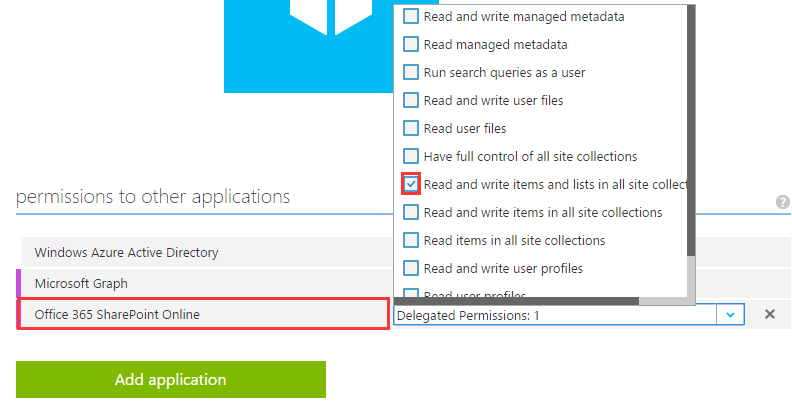 Read and write managed metadata
Read managed metadata
Run search queries as a user
Read and write user files
Read user files
Have full control of all site collections
Read and write items and lists in all site collect
Read and write items in all site collections
Read items in all site collections
Read and write user profiles
Read user profiles
permissions to other applications
?
Windows Azure Active Directory
Microsoft Graph
Office 365 SharePoint Online
Delegated Permissions: 1
Add application